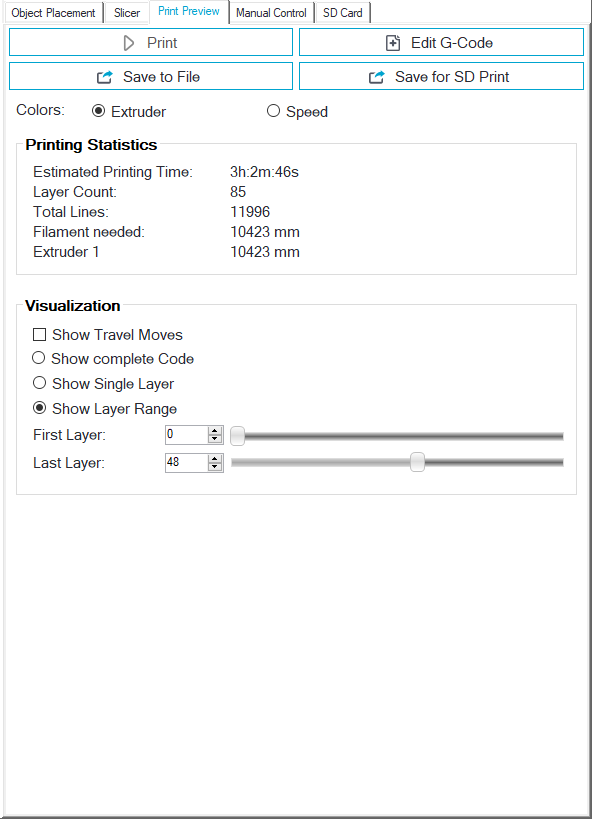 Object Placement Slicer Print Preview Manual Control SD Card
Print Edit G-Code
Save to File Save for SD Print
Colors: Extruder Speed
Printing Statistics
Estimated Printing Time: 3h:2m:46s
Layer Count: 85
Total Lines: 11996
Filament needed: 10423 mm
Extruder 1 10423 mm
Visualization
Show Travel Moves
Show complete Code
Show Single Layer
Show Layer Range
First Layer: 0
Last Layer: 48